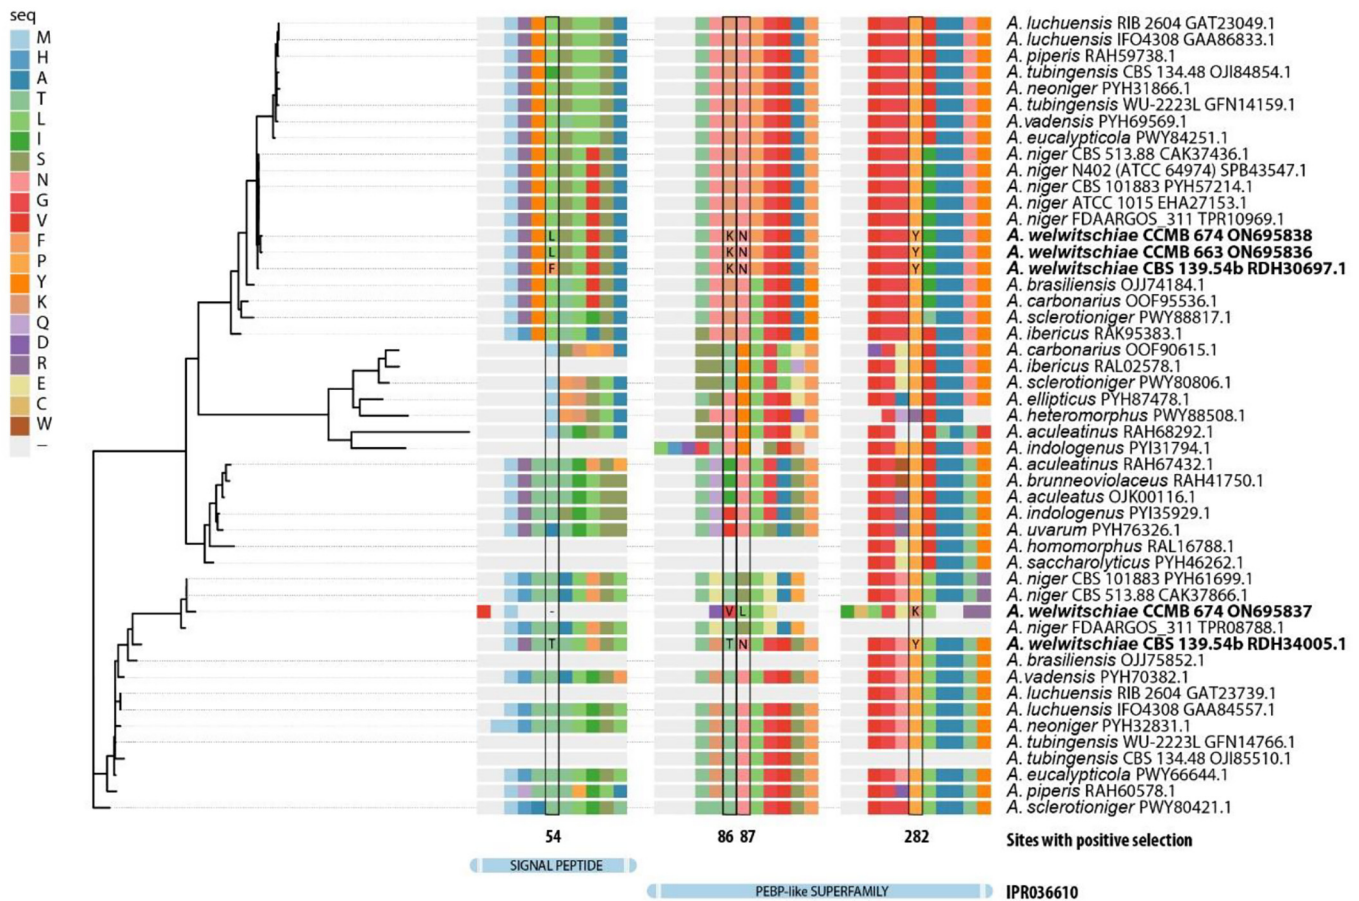 seq
M
H
A
T
L
I
S
N
G
V
F
P
Y
K
Q
D
R
E
C
W
–
A. luchuensis RIB 2604 GAT23049.1
A. luchuensis IFO4308 GAA86833.1
A. piperis RAH59738.1
A. tubingensis CBS 134.48 OJI84854.1
A. neoniger PYH31866.1
A. tubingensis WU-2223L GFN14159.1
A.vadensis PYH69569.1
A. eucalypticola PWY84251.1
A. niger CBS 513.88 CAK37436.1
A. niger N402 (ATCC 64974) SPB43547.1
A. niger CBS 101883 PYH57214.1
A. niger ATCC 1015 EHA27153.1
A. niger FDAARGOS_311 TPR10969.1
L K N Y A. welwitschiae CCMB 674 ON695838
L K N Y A. welwitschiae CCMB 663 ON695836
F K N Y A. welwitschiae CBS 139.54b RDH30697.1
A. brasiliensis OJJ74184.1
A. carbonarius OOF95536.1
A. sclerotioniger PWY88817.1
A. ibericus RAK95383.1
A. carbonarius OOF90615.1
A. ibericus RAL02578.1
A. sclerotioniger PWY80806.1
A. ellipticus PYH87478.1
A. heteromorphus PWY88508.1
A. aculeatinus RAH68292.1
A. indologenus PYI31794.1
A. aculeatinus RAH67432.1
A. brunneoviolaceus RAH41750.1
A. aculeatus OJK00116.1
A. indologenus PYI35929.1
A. uvarum PYH76326.1
A. homomorphus RAL16788.1
A. saccharolyticus PYH46262.1
A. niger CBS 101883 PYH61699.1
A. niger CBS 513.88 CAK37866.1
- V L K A. welwitschiae CCMB 674 ON695837
A. niger FDAARGOS_311 TPR08788.1
T T N Y A. welwitschiae CBS 139.54b RDH34005.1
A. brasiliensis OJJ75852.1
A.vadensis PYH70382.1
A. luchuensis RIB 2604 GAT23739.1
A. luchuensis IFO4308 GAA84557.1
A. neoniger PYH32831.1
A. tubingensis WU-2223L GFN14766.1
A. tubingensis CBS 134.48 OJI85510.1
A. eucalypticola PWY66644.1
A. piperis RAH60578.1
A. sclerotioniger PWY80421.1
54 86 87 282 Sites with positive selection
SIGNAL PEPTIDE
PEBP-like SUPERFAMILY IPR036610